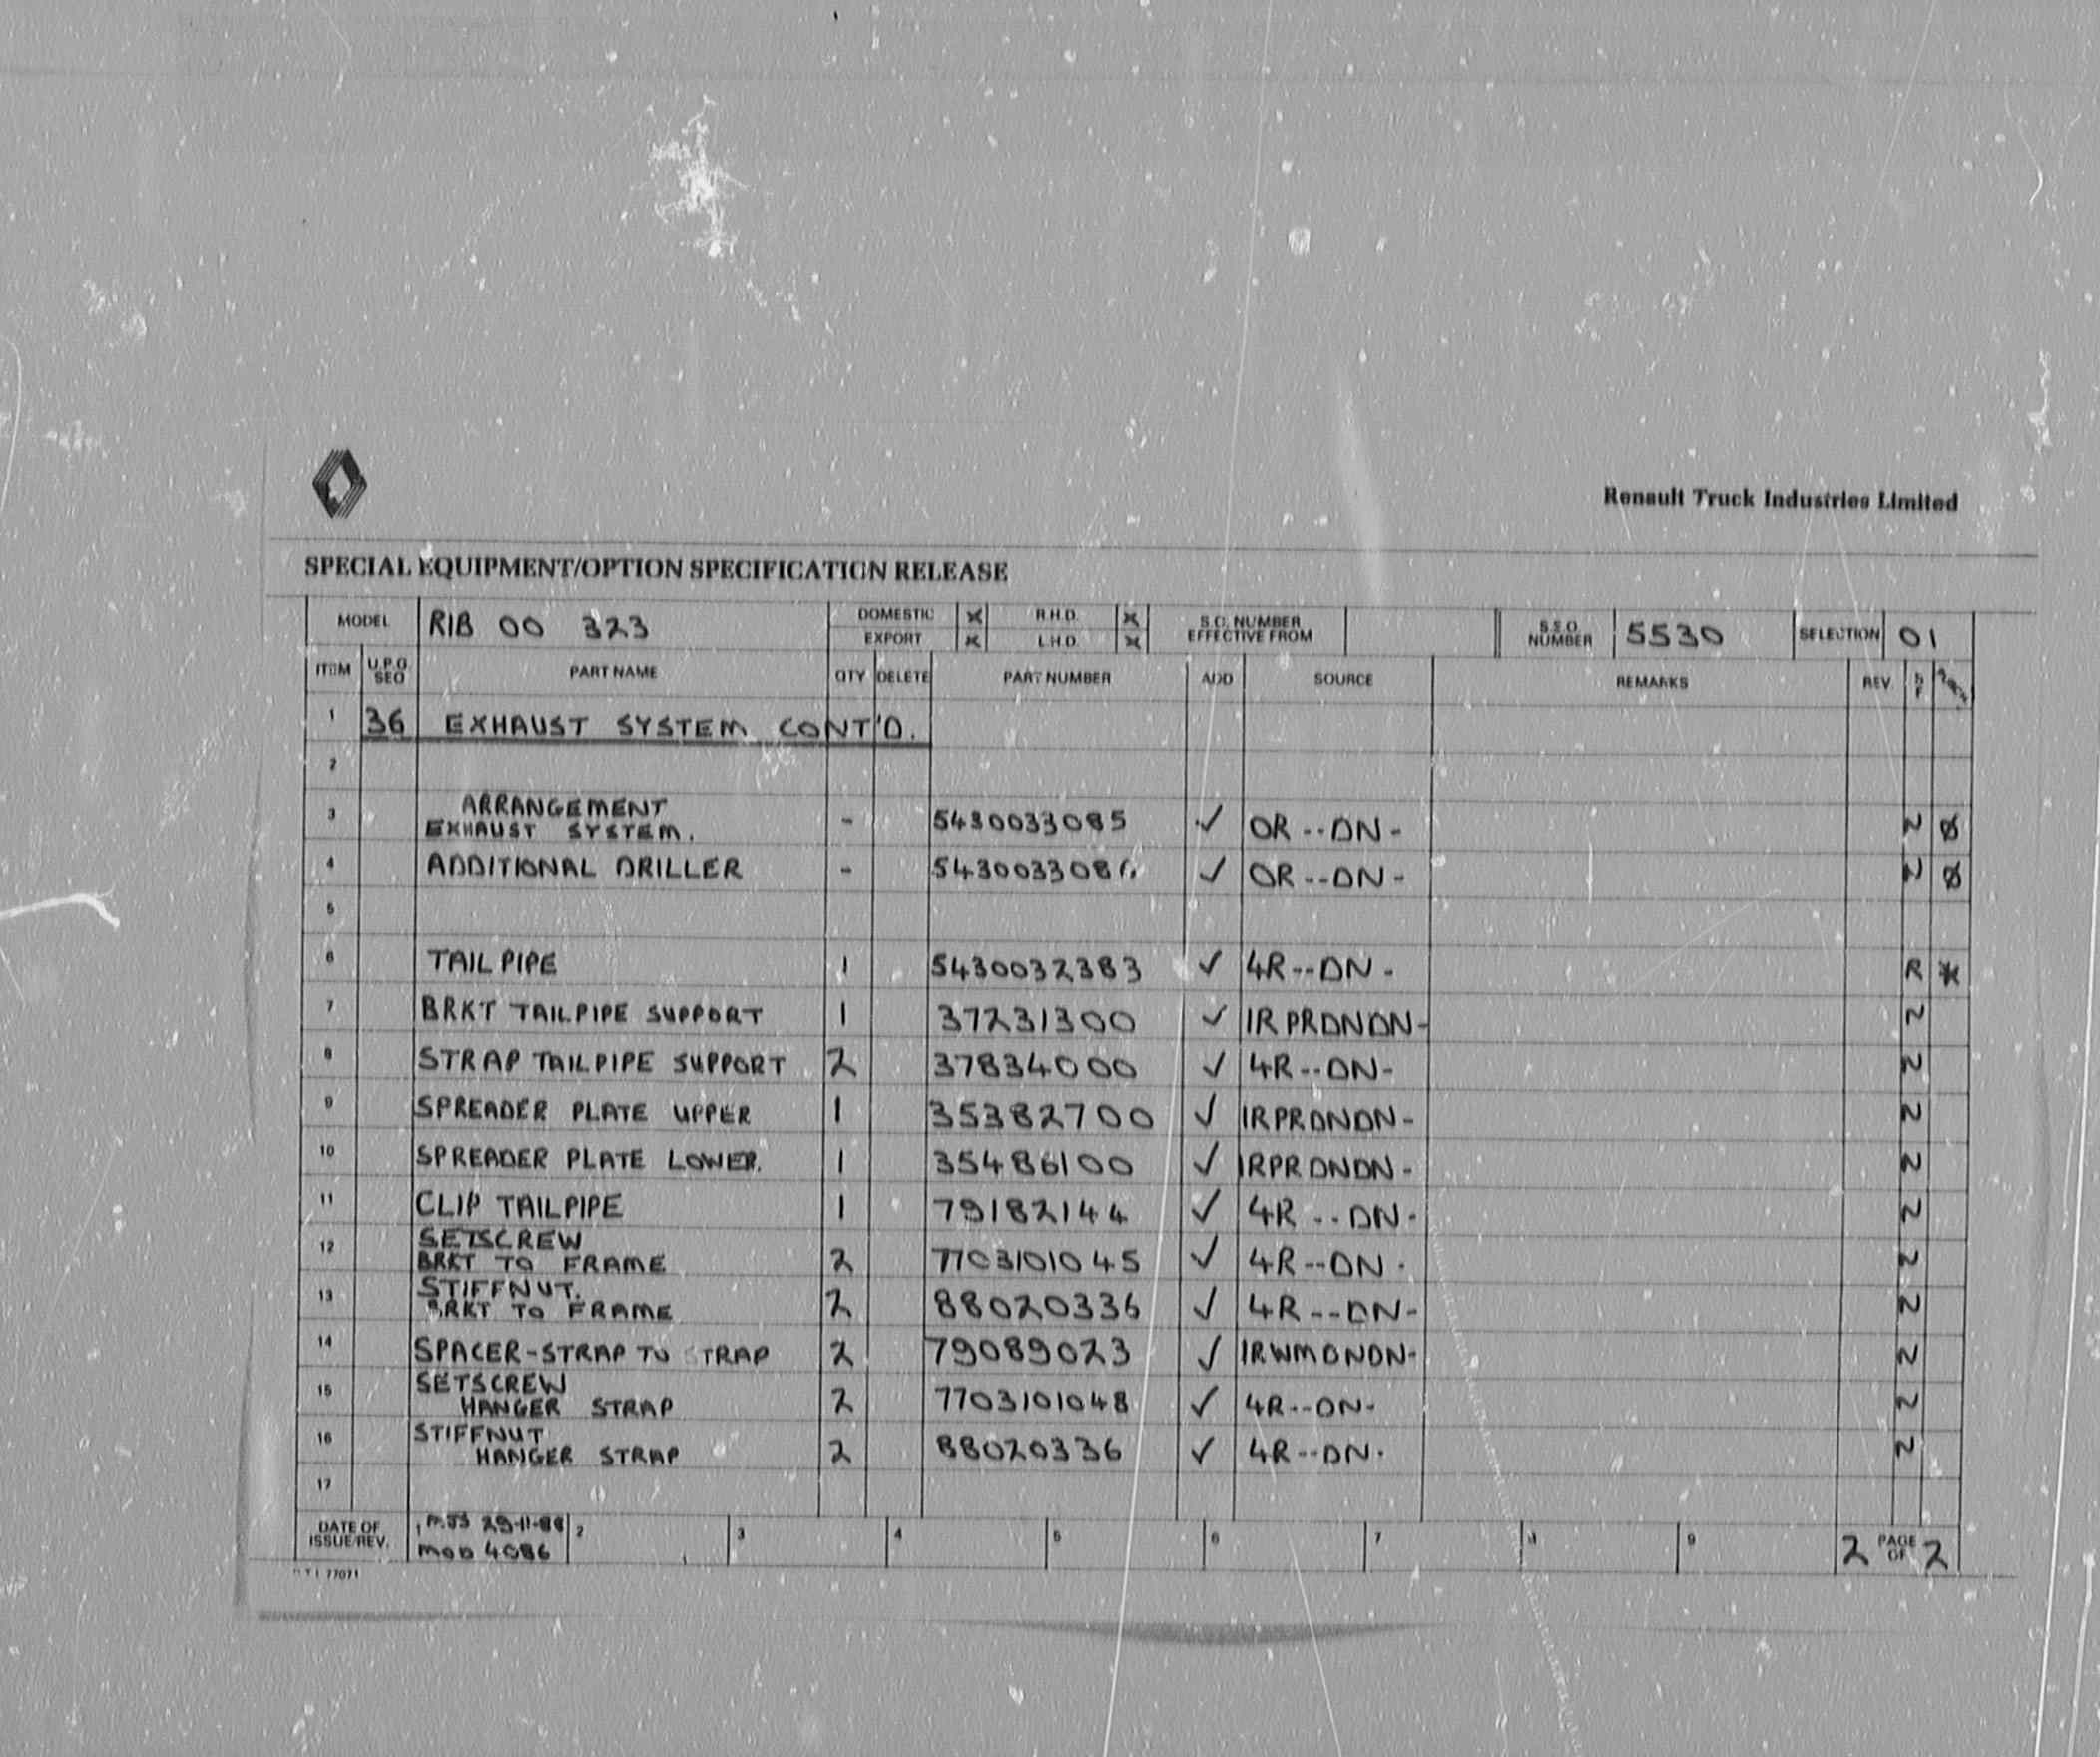 Renault Truck Industries Limited
SPECIAL EQUIPMENT/OPTION SPECIFICATION RELEASE
MODEL RIB 00 323 DOMESTIC X R.H.D. X S.O. NUMBER EFFECTIVE FROM S.S.O. NUMBER 5530 SELECTION 01
EXPORT X L.H.D. X
ITEM U.P.G SEQ PART NAME QTY DELETE PART NUMBER ADD SOURCE REMARKS REV
1 36 EXHAUST SYSTEM CONT'D.
2
3 ARRANGEMENT
EXHAUST SYSTEM. - 5430033085 ✓ OR--DN- N Ø
4 ADDITIONAL DRILLER - ✓ OR--DN- N Ø
5
6 TAILPIPE 1 5430032383 ✓ 4R--DN- R *
7 BRKT TAILPIPE SUPPORT 1 37231300 ✓ 1RPRDNDN- N
8 STRAP TAILPIPE SUPPORT 2 37834000 ✓ 4R--DN- N
9 SPREADER PLATE UPPER 1 35382700 ✓ 1RPRDNDN- N
10 SPREADER PLATE LOWER. 1 35486100 ✓ 1RPRDNDN- N
11 CLIP TAILPIPE 1 79182144 ✓ 4R--DN- N
12 SETSCREW
BRKT TO FRAME 2 7703101045 ✓ 4R--DN- N
13 STIFFNUT.
BRKT TO FRAME 2 88020336 ✓ 4R--DN- N
14 SPACER-STRAP TO STRAP 2 79089023 ✓ 1RWMDNDN- N
15 SETSCREW
HANGER STRAP 2 7703101048 ✓ 4R--DN- N
16 STIFFNUT
HANGER STRAP 2 88020336 ✓ 4R--DN- N
17
DATE OF ISSUE/REV. 1 2 3 4 5 6 7 8 9 2 PAGE OF 2
MOD 4086
77071